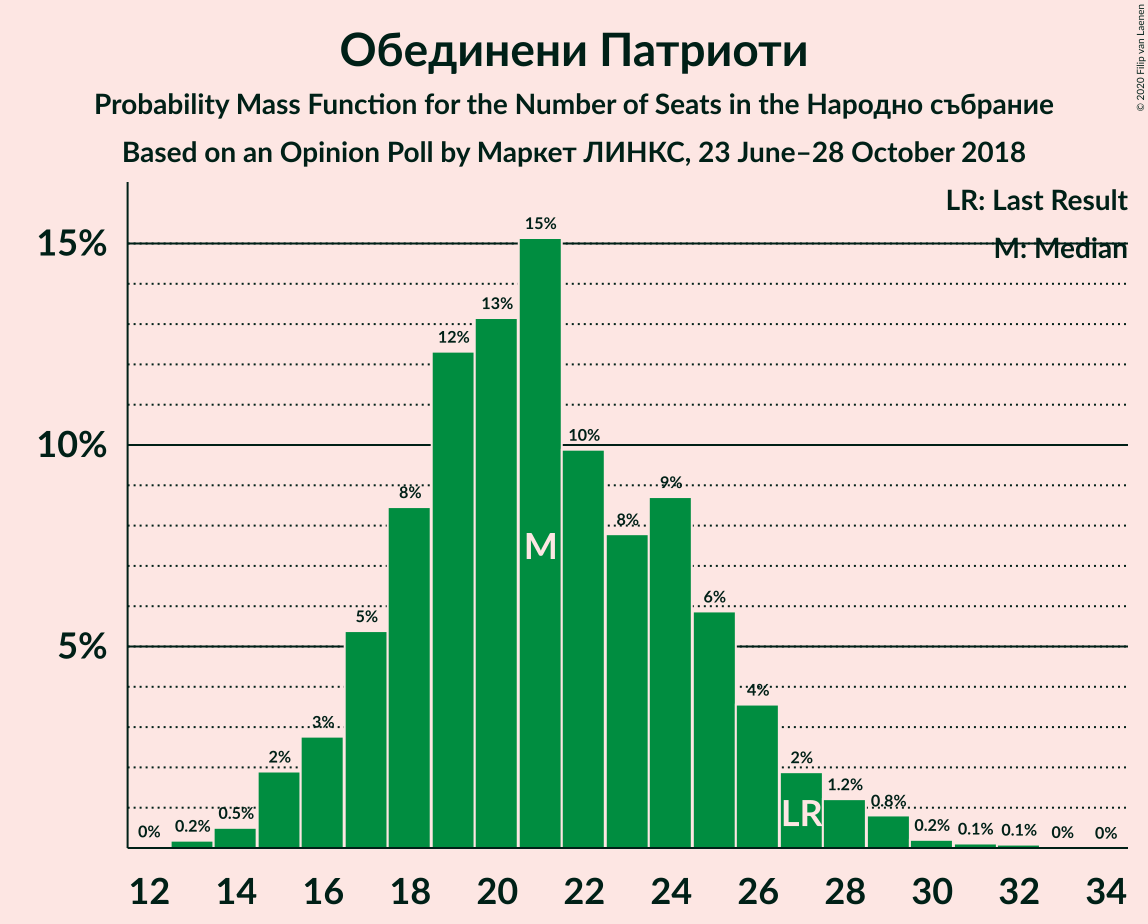 Обединени Патриоти
Probability Mass Function for the Number of Seats in the Народно събрание
Based on an Opinion Poll by Маркет ЛИНКС, 23 June–28 October 2018
© 2020 Filip van Laenen
LR: Last Result
M: Median
15%
10%
5%
0%
0.2%
0.5%
2%
3%
5%
8%
12%
13%
15%
10%
8%
9%
6%
4%
2%
1.2%
0.8%
0.2%
0.1%
0.1%
0%
0%
M
LR
12 14 16 18 20 22 24 26 28 30 32 34